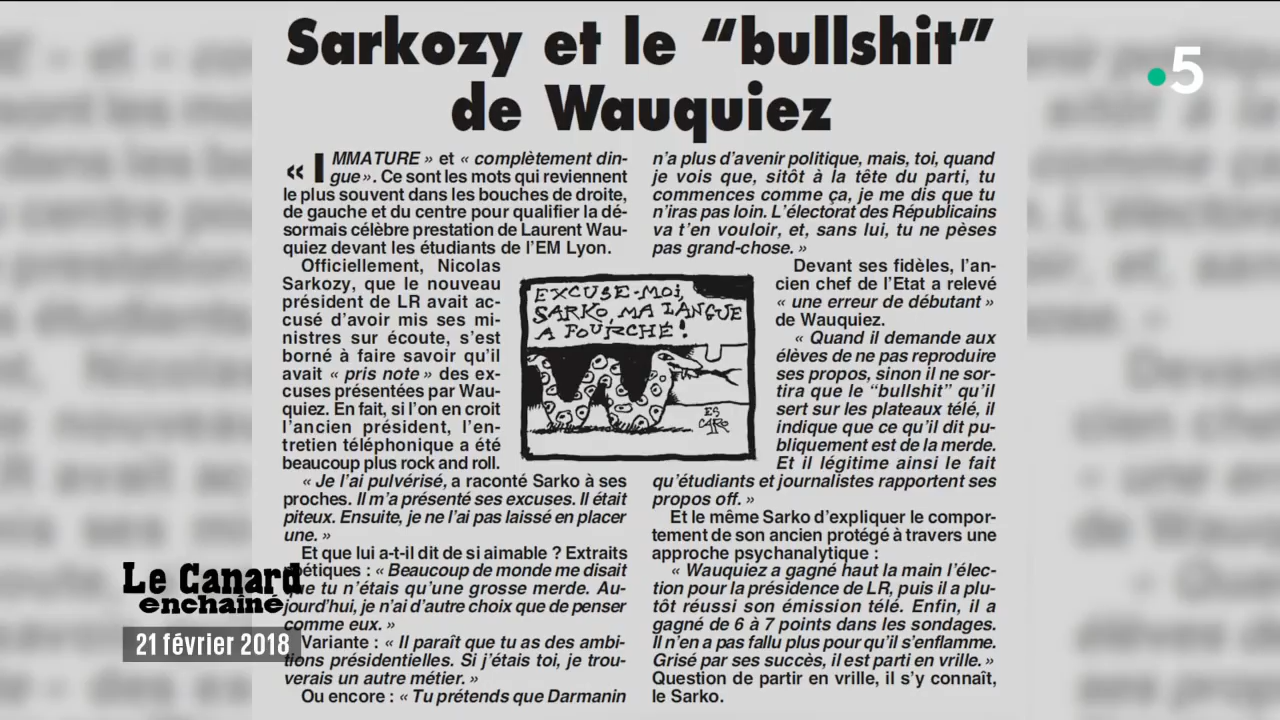 Sarkozy et le “bullshit”
de Wauquiez
5
« IMMATURE » et « complètement din-
gue ». Ce sont les mots qui reviennent
le plus souvent dans les bouches de droite,
de gauche et du centre pour qualifier la dé-
sormais célèbre prestation de Laurent Wau-
quiez devant les étudiants de l’EM Lyon.
Officiellement, Nicolas
Sarkozy, que le nouveau
président de LR avait ac-
cusé d’avoir mis ses mi-
nistres sur écoute, s’est
borné à faire savoir qu’il
avait « pris note » des ex-
cuses présentées par Wau-
quiez. En fait, si l’on en croit
l’ancien président, l’en-
tretien téléphonique a été
beaucoup plus rock and roll.
« Je l’ai pulvérisé, a raconté Sarko à ses
proches. Il m’a présenté ses excuses. Il était
piteux. Ensuite, je ne l’ai pas laissé en placer
une. »
Et que lui a-t-il dit de si aimable ? Extraits
étiques : « Beaucoup de monde me disait
que tu n’étais qu’une grosse merde. Au-
jourd’hui, je n’ai d’autre choix que de penser
comme eux. »
Variante : « Il paraît que tu as des ambi-
tions présidentielles. Si j’étais toi, je trou-
verais un autre métier. »
Ou encore : « Tu prétends que Darmanin
n’a plus d’avenir politique, mais, toi, quand
je vois que, sitôt à la tête du parti, tu
commences comme ça, je me dis que tu
n’iras pas loin. L’électorat des Républicains
va t’en vouloir, et, sans lui, tu ne pèses
pas grand-chose. »
EXCUSE-MOI,
SARKO, MA LANGUE
A FOURCHÉ !
ESCARO
Devant ses fidèles, l’an-
cien chef de l’Etat a relevé
« une erreur de débutant »
de Wauquiez.
« Quand il demande aux
élèves de ne pas reproduire
ses propos, sinon il ne sor-
tira que le “bullshit” qu’il
sert sur les plateaux télé, il
indique que ce qu’il dit pu-
bliquement est de la merde.
Et il légitime ainsi le fait
qu’étudiants et journalistes rapportent ses
propos off. »
Et le même Sarko d’expliquer le compor-
tement de son ancien protégé à travers une
approche psychanalytique :
« Wauquiez a gagné haut la main l’élec-
tion pour la présidence de LR, puis il a plu-
tôt réussi son émission télé. Enfin, il a
gagné de 6 à 7 points dans les sondages.
Il n’en a pas fallu plus pour qu’il s’enflamme.
Grisé par ses succès, il est parti en vrille. »
Question de partir en vrille, il s’y connaît,
le Sarko.
Le Canard
enchaîné
21 février 2018